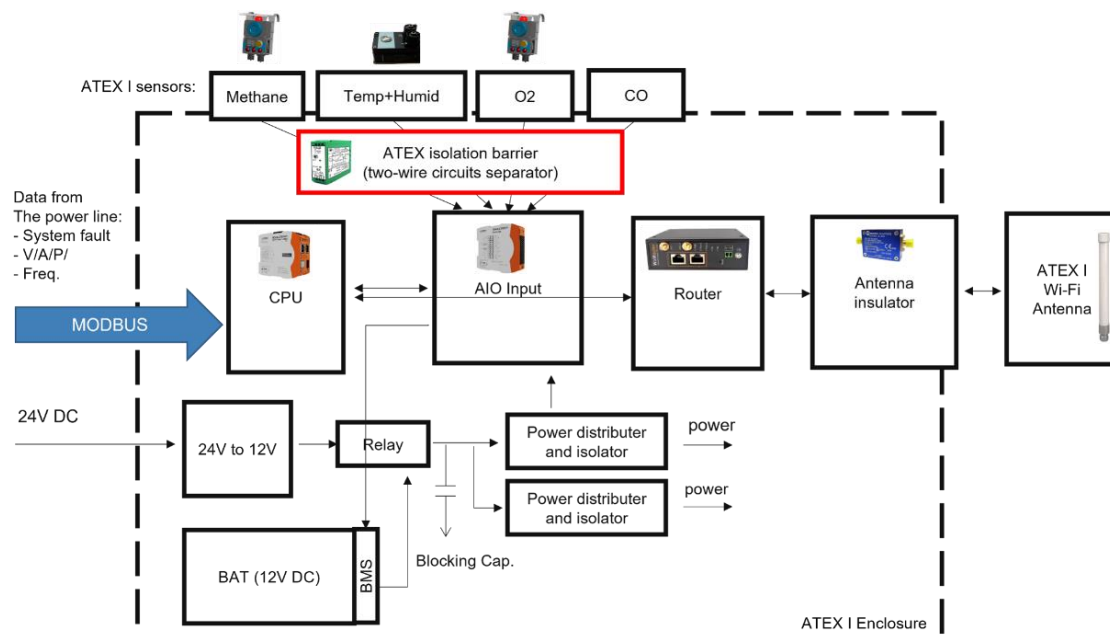 ATEX I sensors:
Methane
Temp+Humid
O2
CO
ATEX isolation barrier
(two-wire circuits separator)
Data from
The power line:
- System fault
- V/A/P/
- Freq.
MODBUS
CPU
AIO Input
Router
Antenna
insulator
ATEX I
Wi-Fi
Antenna
24V DC
24V to 12V
Relay
Power distributer
and isolator
power
Power distributer
and isolator
power
Blocking Cap.
BAT (12V DC)
BMS
ATEX I Enclosure